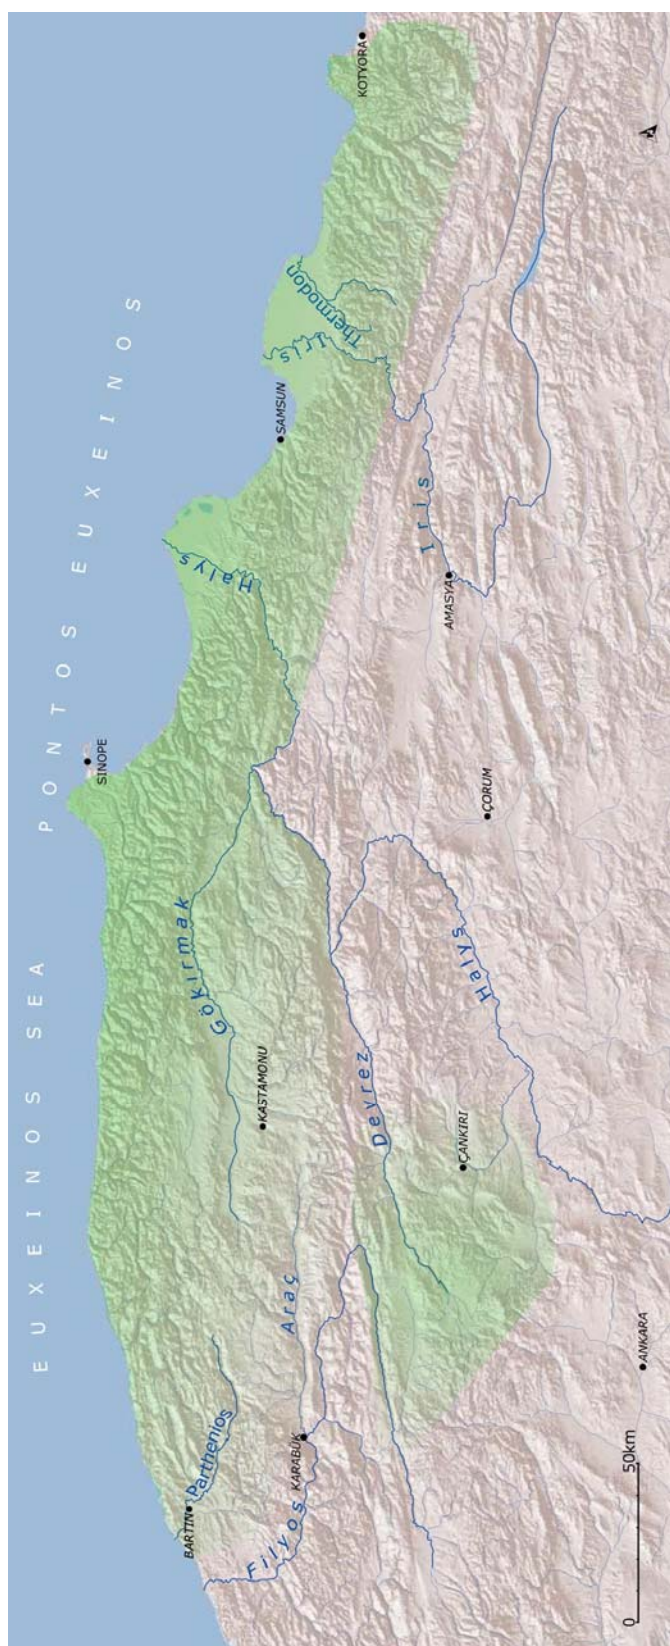 EUXEINOS SEA
PONTOS EUXEINOS
SINOPE
KOTYORA
SAMSUN
Thermodon
Iris
Halys
Gökırmak
BARTIN
Parthenios
KASTAMONU
Araç
KARABÜK
Filyos
Devrez
Iris
AMASYA
ÇORUM
Halys
ÇANKIRI
ANKARA
0
50km